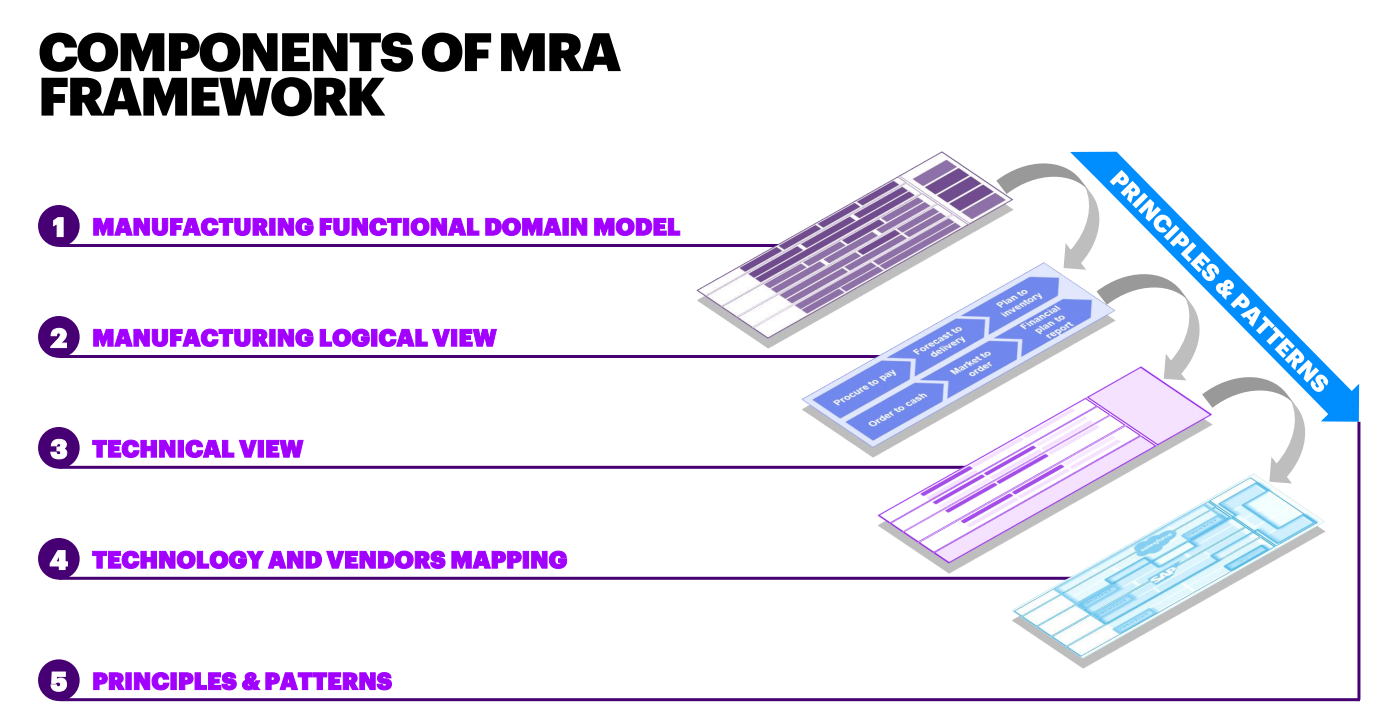 COMPONENTS OF MRA
FRAMEWORK
1 MANUFACTURING FUNCTIONAL DOMAIN MODEL
2 MANUFACTURING LOGICAL VIEW
3 TECHNICAL VIEW
4 TECHNOLOGY AND VENDORS MAPPING
5 PRINCIPLES & PATTERNS
PRINCIPLES & PATTERNS
Procure to pay
Forecast to
delivery
Plan to
inventory
Order to cash
Market to
order
Financial
plan to
report
SAP